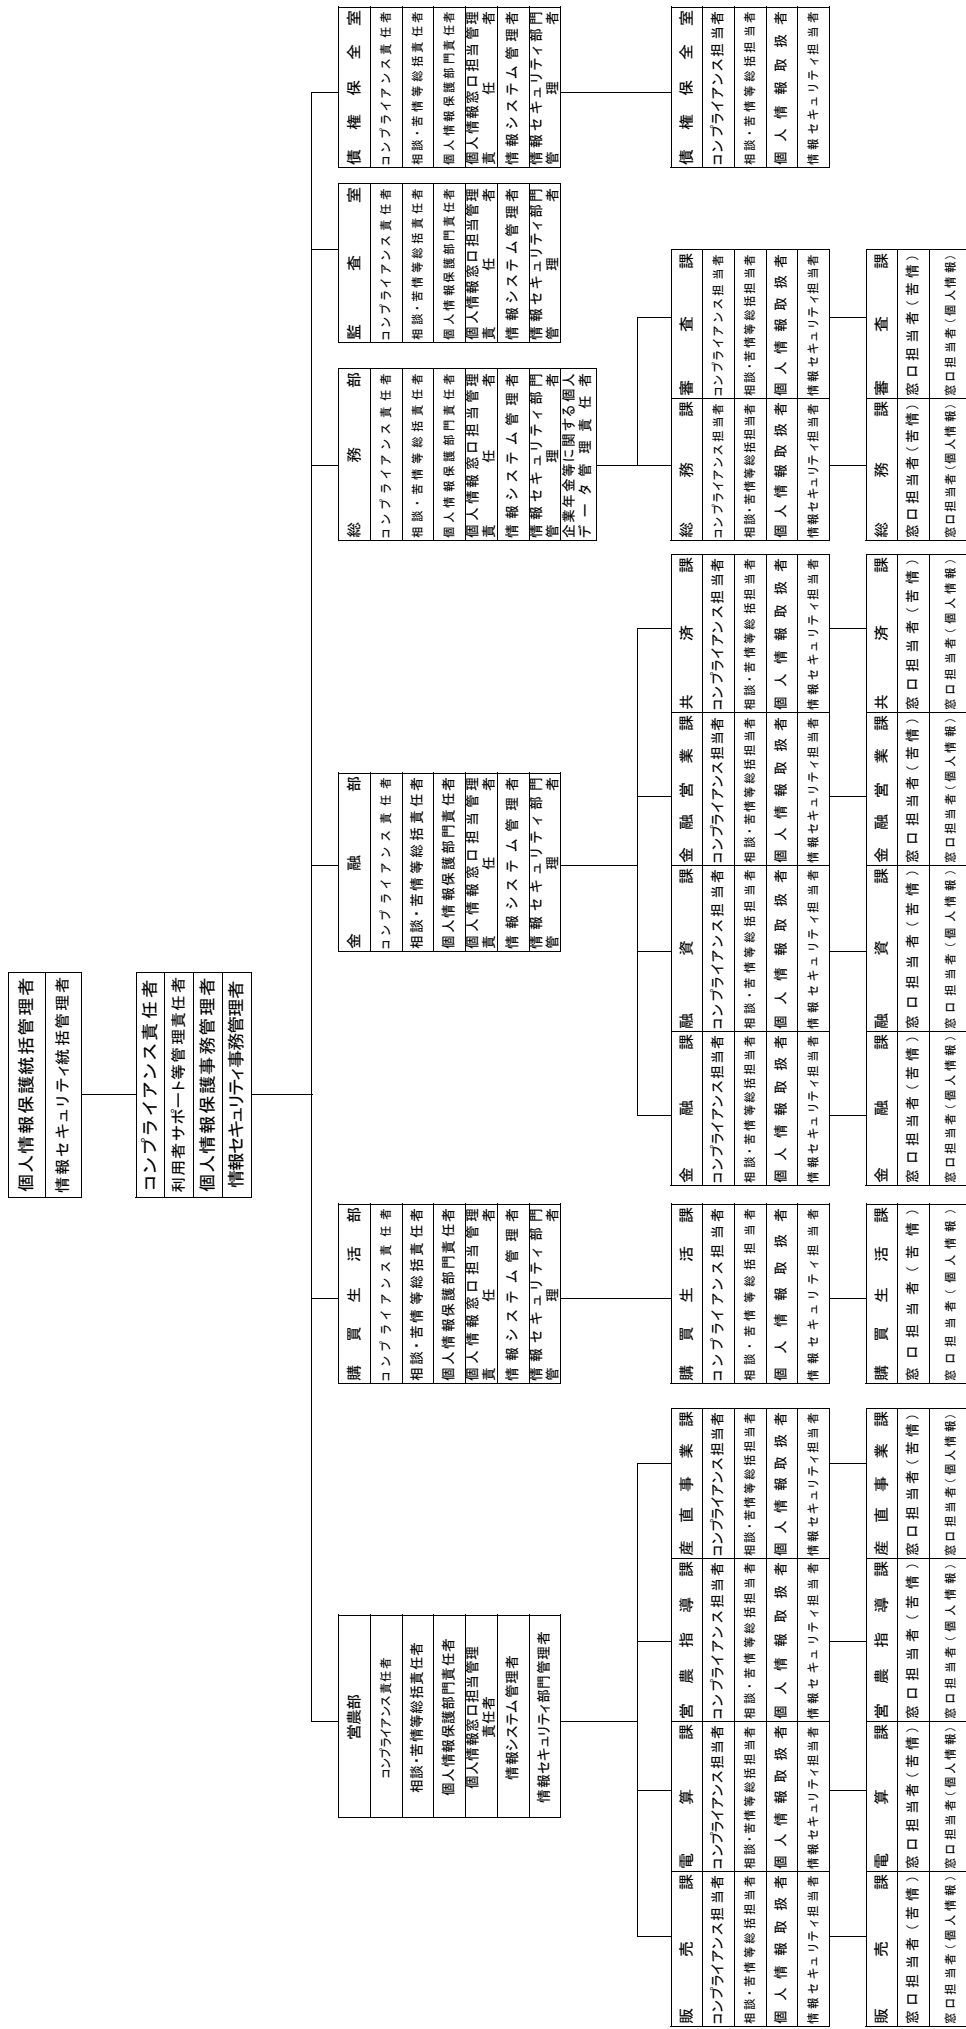 個人情報保護統括管理者
情報セキュリティ統括管理者
コンプライアンス責任者
利用者サポート等管理責任者
個人情報保護事務管理者
情報セキュリティ事務管理者
営農部
コンプライアンス責任者
相談・苦情等総括責任者
個人情報保護部門責任者
個人情報窓口担当管理
責任者
情報システム管理者
情報セキュリティ部門管理者
購買生活部
コンプライアンス責任者
相談・苦情等総括責任者
個人情報保護部門責任者
個人情報窓口担当管理
責任者
情報システム管理者
情報セキュリティ部門
管理者
金融部
コンプライアンス責任者
相談・苦情等総括責任者
個人情報保護部門責任者
個人情報窓口担当管理
責任者
情報システム管理者
情報セキュリティ部門
管理者
総務部
コンプライアンス責任者
相談・苦情等総括責任者
個人情報保護部門責任者
個人情報窓口担当管理
責任者
情報システム管理者
情報セキュリティ部門
管理者
企業年金等に関する個人
データ管理責任者
監査室
コンプライアンス責任者
相談・苦情等総括責任者
個人情報保護部門責任者
個人情報窓口担当管理
責任者
情報システム管理者
情報セキュリティ部門
管理者
債権保全室
コンプライアンス責任者
相談・苦情等総括責任者
個人情報保護部門責任者
個人情報窓口担当管理
責任者
情報システム管理者
情報セキュリティ部門
管理者
販売課
コンプライアンス担当者
相談・苦情等総括担当者
個人情報取扱者
情報セキュリティ担当者
電算課
コンプライアンス担当者
相談・苦情等総括担当者
個人情報取扱者
情報セキュリティ担当者
営農指導課
コンプライアンス担当者
相談・苦情等総括担当者
個人情報取扱者
情報セキュリティ担当者
産直事業課
コンプライアンス担当者
相談・苦情等総括担当者
個人情報取扱者
情報セキュリティ担当者
購買生活課
コンプライアンス担当者
相談・苦情等総括担当者
個人情報取扱者
情報セキュリティ担当者
金融課
コンプライアンス担当者
相談・苦情等総括担当者
個人情報取扱者
情報セキュリティ担当者
融資課
コンプライアンス担当者
相談・苦情等総括担当者
個人情報取扱者
情報セキュリティ担当者
金融営業課
コンプライアンス担当者
相談・苦情等総括担当者
個人情報取扱者
情報セキュリティ担当者
共済課
コンプライアンス担当者
相談・苦情等総括担当者
個人情報取扱者
情報セキュリティ担当者
総務課
コンプライアンス担当者
相談・苦情等総括担当者
個人情報取扱者
情報セキュリティ担当者
審査課
コンプライアンス担当者
相談・苦情等総括担当者
個人情報取扱者
情報セキュリティ担当者
債権保全室
コンプライアンス担当者
相談・苦情等総括担当者
個人情報取扱者
情報セキュリティ担当者
販売課
窓口担当者(苦情)
窓口担当者(個人情報)
電算課
窓口担当者(苦情)
窓口担当者(個人情報)
営農指導課
窓口担当者(苦情)
窓口担当者(個人情報)
産直事業課
窓口担当者(苦情)
窓口担当者(個人情報)
購買生活課
窓口担当者(苦情)
窓口担当者(個人情報)
金融課
窓口担当者(苦情)
窓口担当者(個人情報)
融資課
窓口担当者(苦情)
窓口担当者(個人情報)
金融営業課
窓口担当者(苦情)
窓口担当者(個人情報)
共済課
窓口担当者(苦情)
窓口担当者(個人情報)
総務課
窓口担当者(苦情)
窓口担当者(個人情報)
審査課
窓口担当者(苦情)
窓口担当者(個人情報)